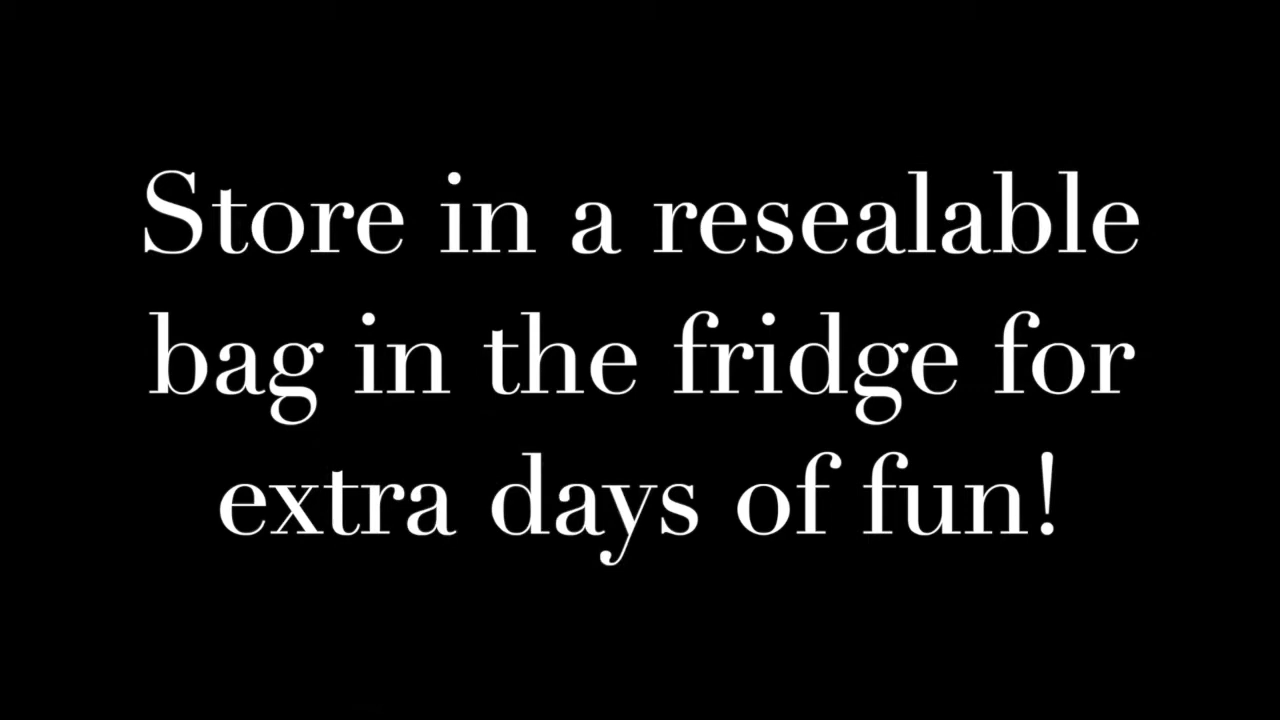 Store in a resealable
bag in the fridge for
extra days of fun!